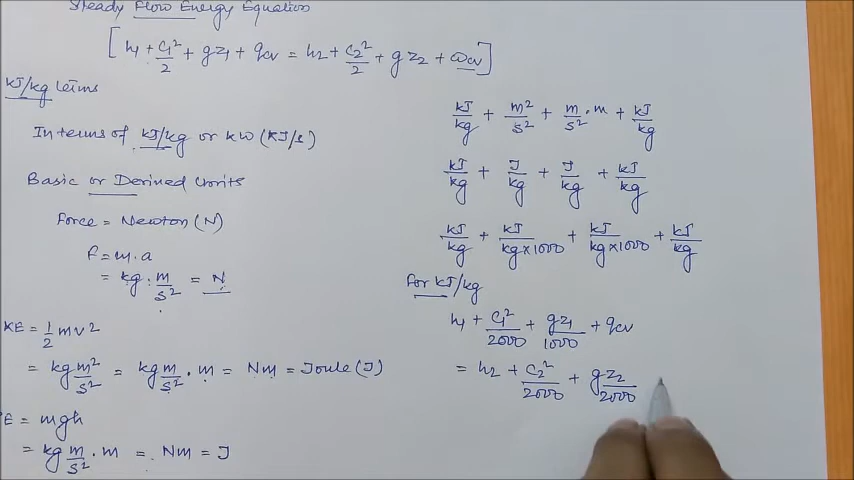 Steady Flow Energy Equation
[h₁ + C₁²/2 + gz₁ + qcv = h₂ + C₂²/2 + gz₂ + ωcv]
kJ/kg terms
In terms of kJ/kg or kW (kJ/s)
Basic or Derived Units
Force = Newton (N)
F = m.a
= kg . m/s² = N
KE = 1/2 mv²
= kg m²/s² = kg m/s² . m = Nm = Joule (J)
PE = mgh
= kg m/s² . m = Nm = J
kJ/kg + m²/s² + m/s² . m + kJ/kg
kJ/kg + J/kg + J/kg + kJ/kg
kJ/kg + kJ/kg×1000 + kJ/kg×1000 + kJ/kg
For kJ/kg
h₁ + C₁²/2000 + gz₁/1000 + qcv
= h₂ + C₂²/2000 + gz₂/2000